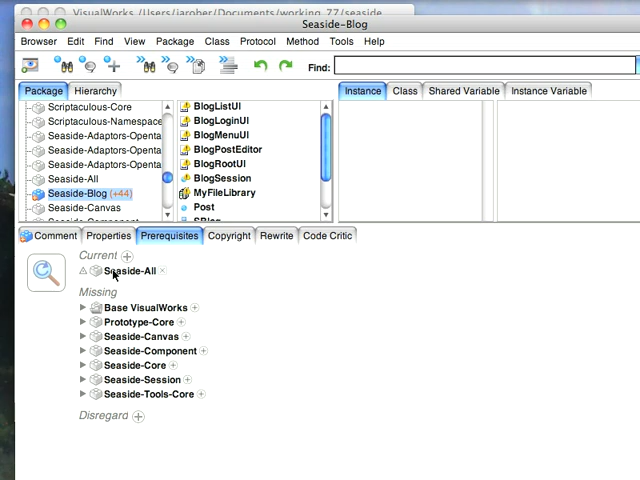 VisualWorks /Users/jarober/Documents/working_77/seaside
Seaside-Blog
Browser Edit Find View Package Class Protocol Method Tools Help
Find:
Package Hierarchy
Instance Class Shared Variable Instance Variable
Scriptaculous-Core
Scriptaculous-Namespace
Seaside-Adaptors-Openta
Seaside-Adaptors-Openta
Seaside-Adaptors-Openta
Seaside-All
Seaside-Blog (+44)
Seaside-Canvas
Seaside-Component
BlogListUI
BlogLoginUI
BlogMenuUI
BlogPostEditor
BlogRootUI
BlogSession
MyFileLibrary
Post
SBlog
Comment Properties Prerequisites Copyright Rewrite Code Critic
Current
Seaside-All
Missing
Base VisualWorks
Prototype-Core
Seaside-Canvas
Seaside-Component
Seaside-Core
Seaside-Session
Seaside-Tools-Core
Disregard